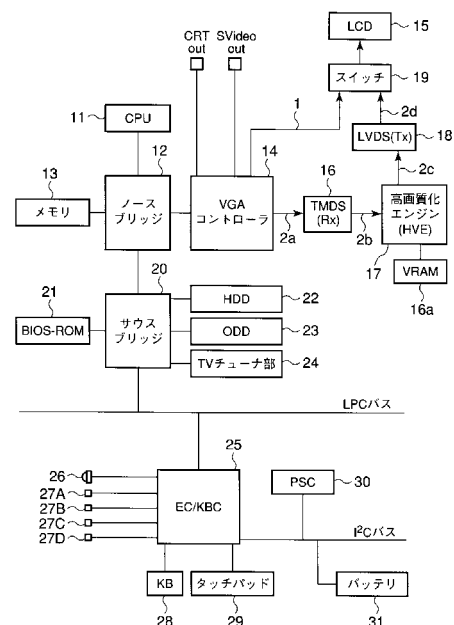 CRT
out
SVideo
out
LCD
15
スイッチ
19
1
2d
11
CPU
LVDS(Tx)
18
12
14
2c
13
メモリ
ノース
ブリッジ
VGA
コントローラ
16
TMDS
(Rx)
2a
2b
高画質化
エンジン
(HVE)
17
VRAM
16a
20
21
BIOS-ROM
サウス
ブリッジ
HDD
22
ODD
23
TVチューナ部
24
LPCバス
25
26
27A
27B
27C
27D
EC/KBC
PSC
30
I²Cバス
KB
28
タッチパッド
29
バッテリ
31